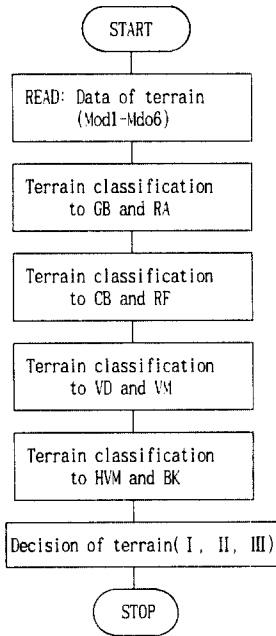 START
READ: Data of terrain
(Mod1-Mdo6)
Terrain classification
to GB and RA
Terrain classification
to CB and RF
Terrain classification
to VD and VM
Terrain classification
to HVM and BK
Decision of terrain( I , II, III)
STOP